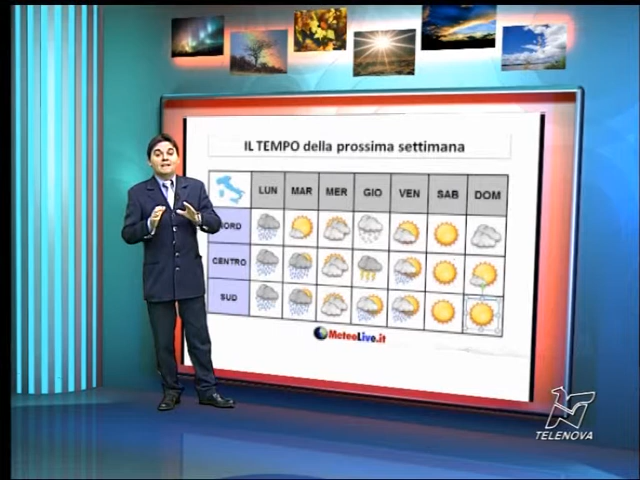 IL TEMPO della prossima settimana
LUN MAR MER GIO VEN SAB DOM
NORD
CENTRO
SUD
MeteoLive.it
TELENOVA